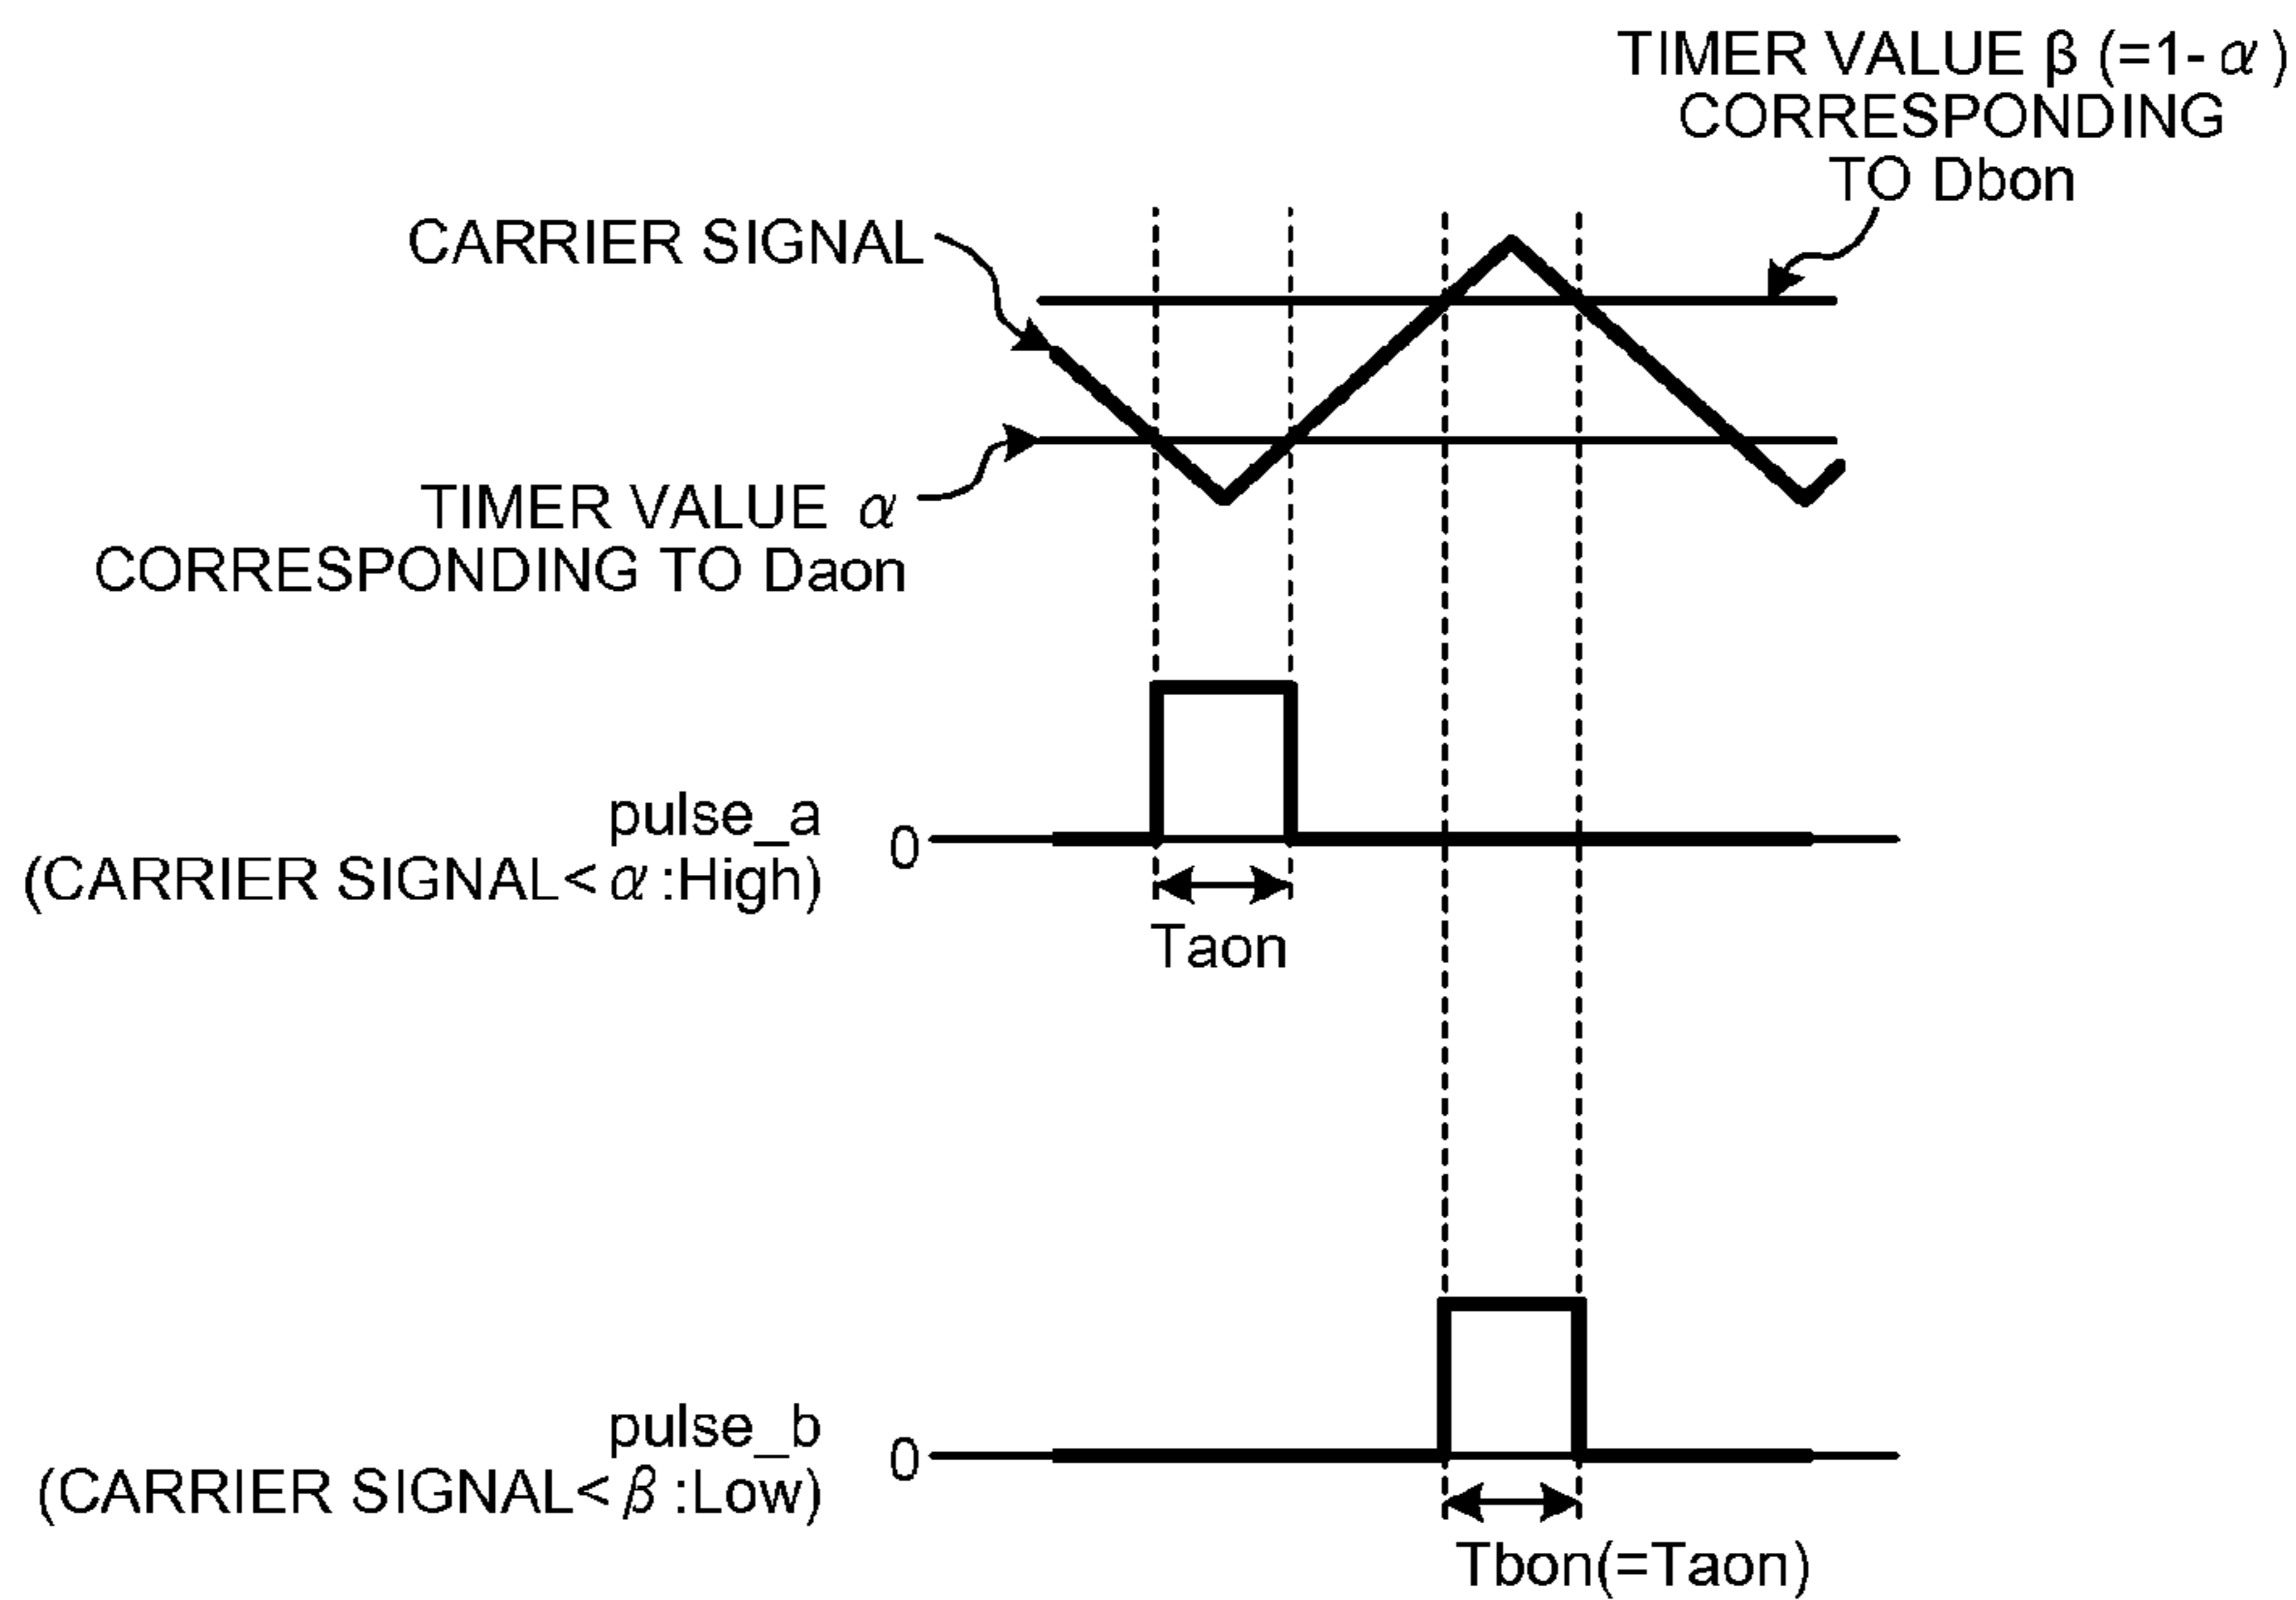 TIMER VALUE β (=1-α)
CORRESPONDING
TO Dbon
CARRIER SIGNAL
TIMER VALUE α
CORRESPONDING TO Daon
pulse_a
(CARRIER SIGNAL<α:High)
0
Taon
pulse_b
(CARRIER SIGNAL<β:Low)
0
Tbon(=Taon)